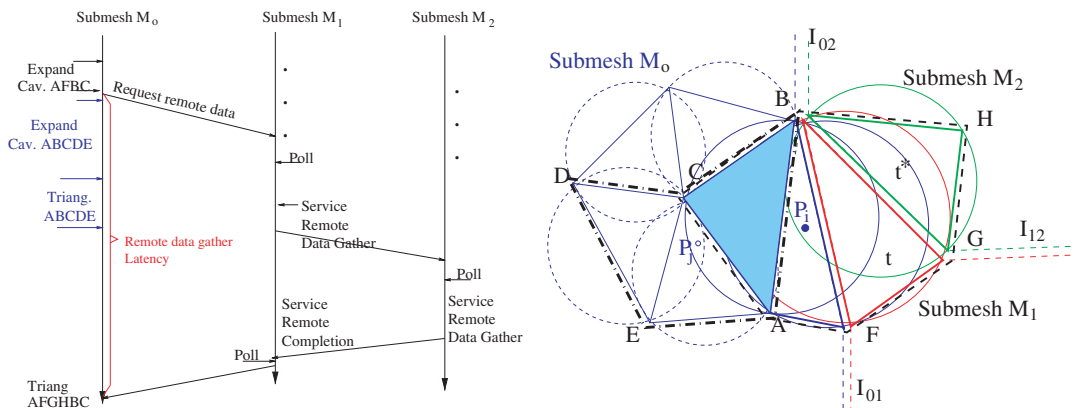 Submesh Mo
Submesh M1
Submesh M2
Expand
Cav. AFBC
Request remote data
Expand
Cav. ABCDE
Poll
Triang.
ABCDE
Service
Remote
Data Gather
Remote data gather
Latency
Poll
Service
Remote
Completion
Service
Remote
Data Gather
Poll
Triang
AFGHBC
I02
Submesh Mo
Submesh M2
B
H
C
t*
D
Pi
I12
Pj°
G
t
Submesh M1
E
A
F
I01